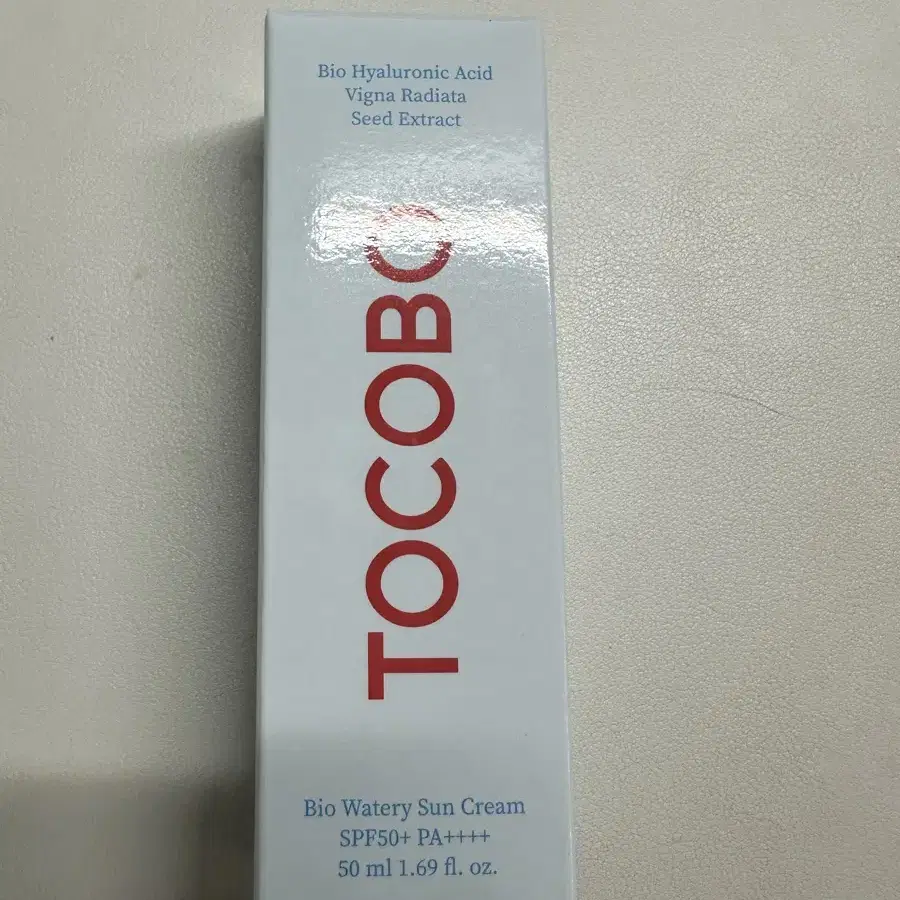 Bio Hyaluronic Acid
Vigna Radiata
Seed Extract
TOCOBO
Bio Watery Sun Cream
SPF50+ PA++++
50 ml 1.69 fl. oz.